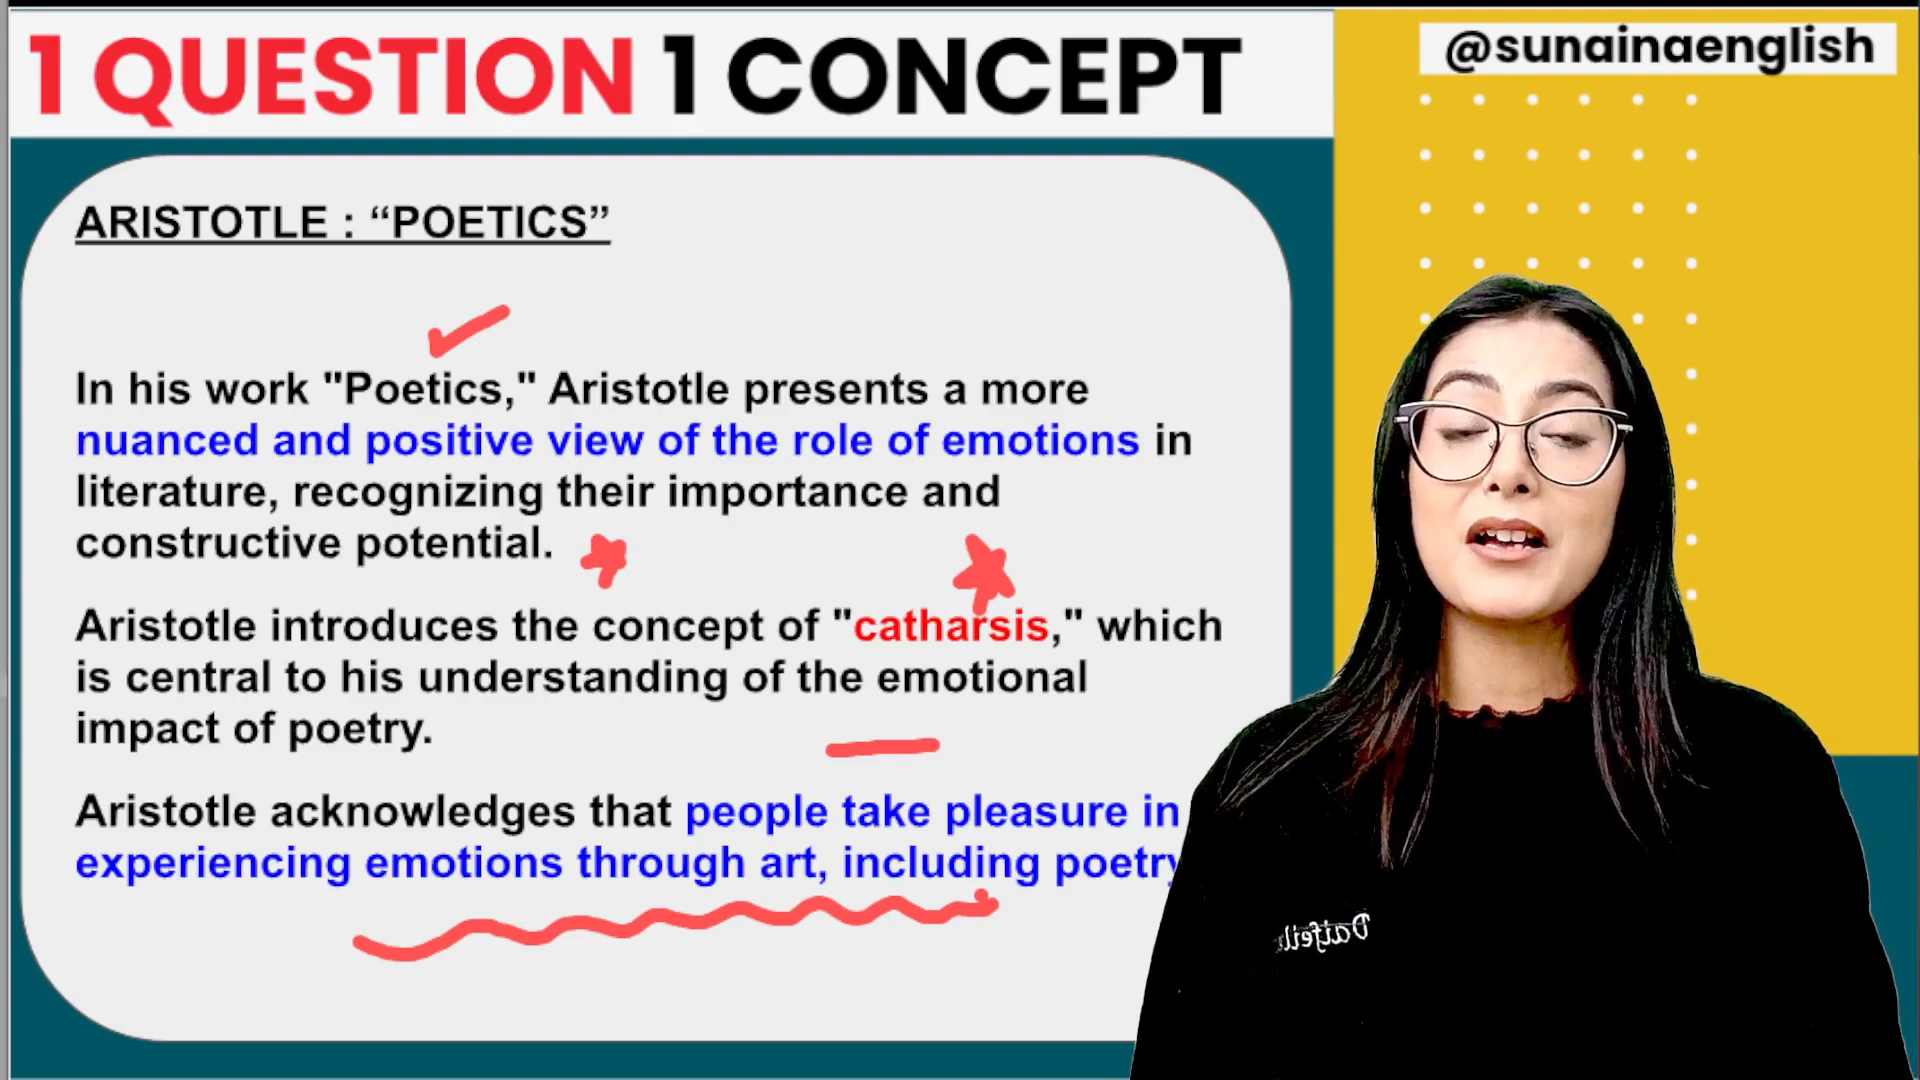 1 QUESTION 1 CONCEPT
@sunainaenglish
ARISTOTLE : “POETICS”
In his work "Poetics," Aristotle presents a more
nuanced and positive view of the role of emotions in
literature, recognizing their importance and
constructive potential.
Aristotle introduces the concept of "catharsis," which
is central to his understanding of the emotional
impact of poetry.
Aristotle acknowledges that people take pleasure in
experiencing emotions through art, including poetry